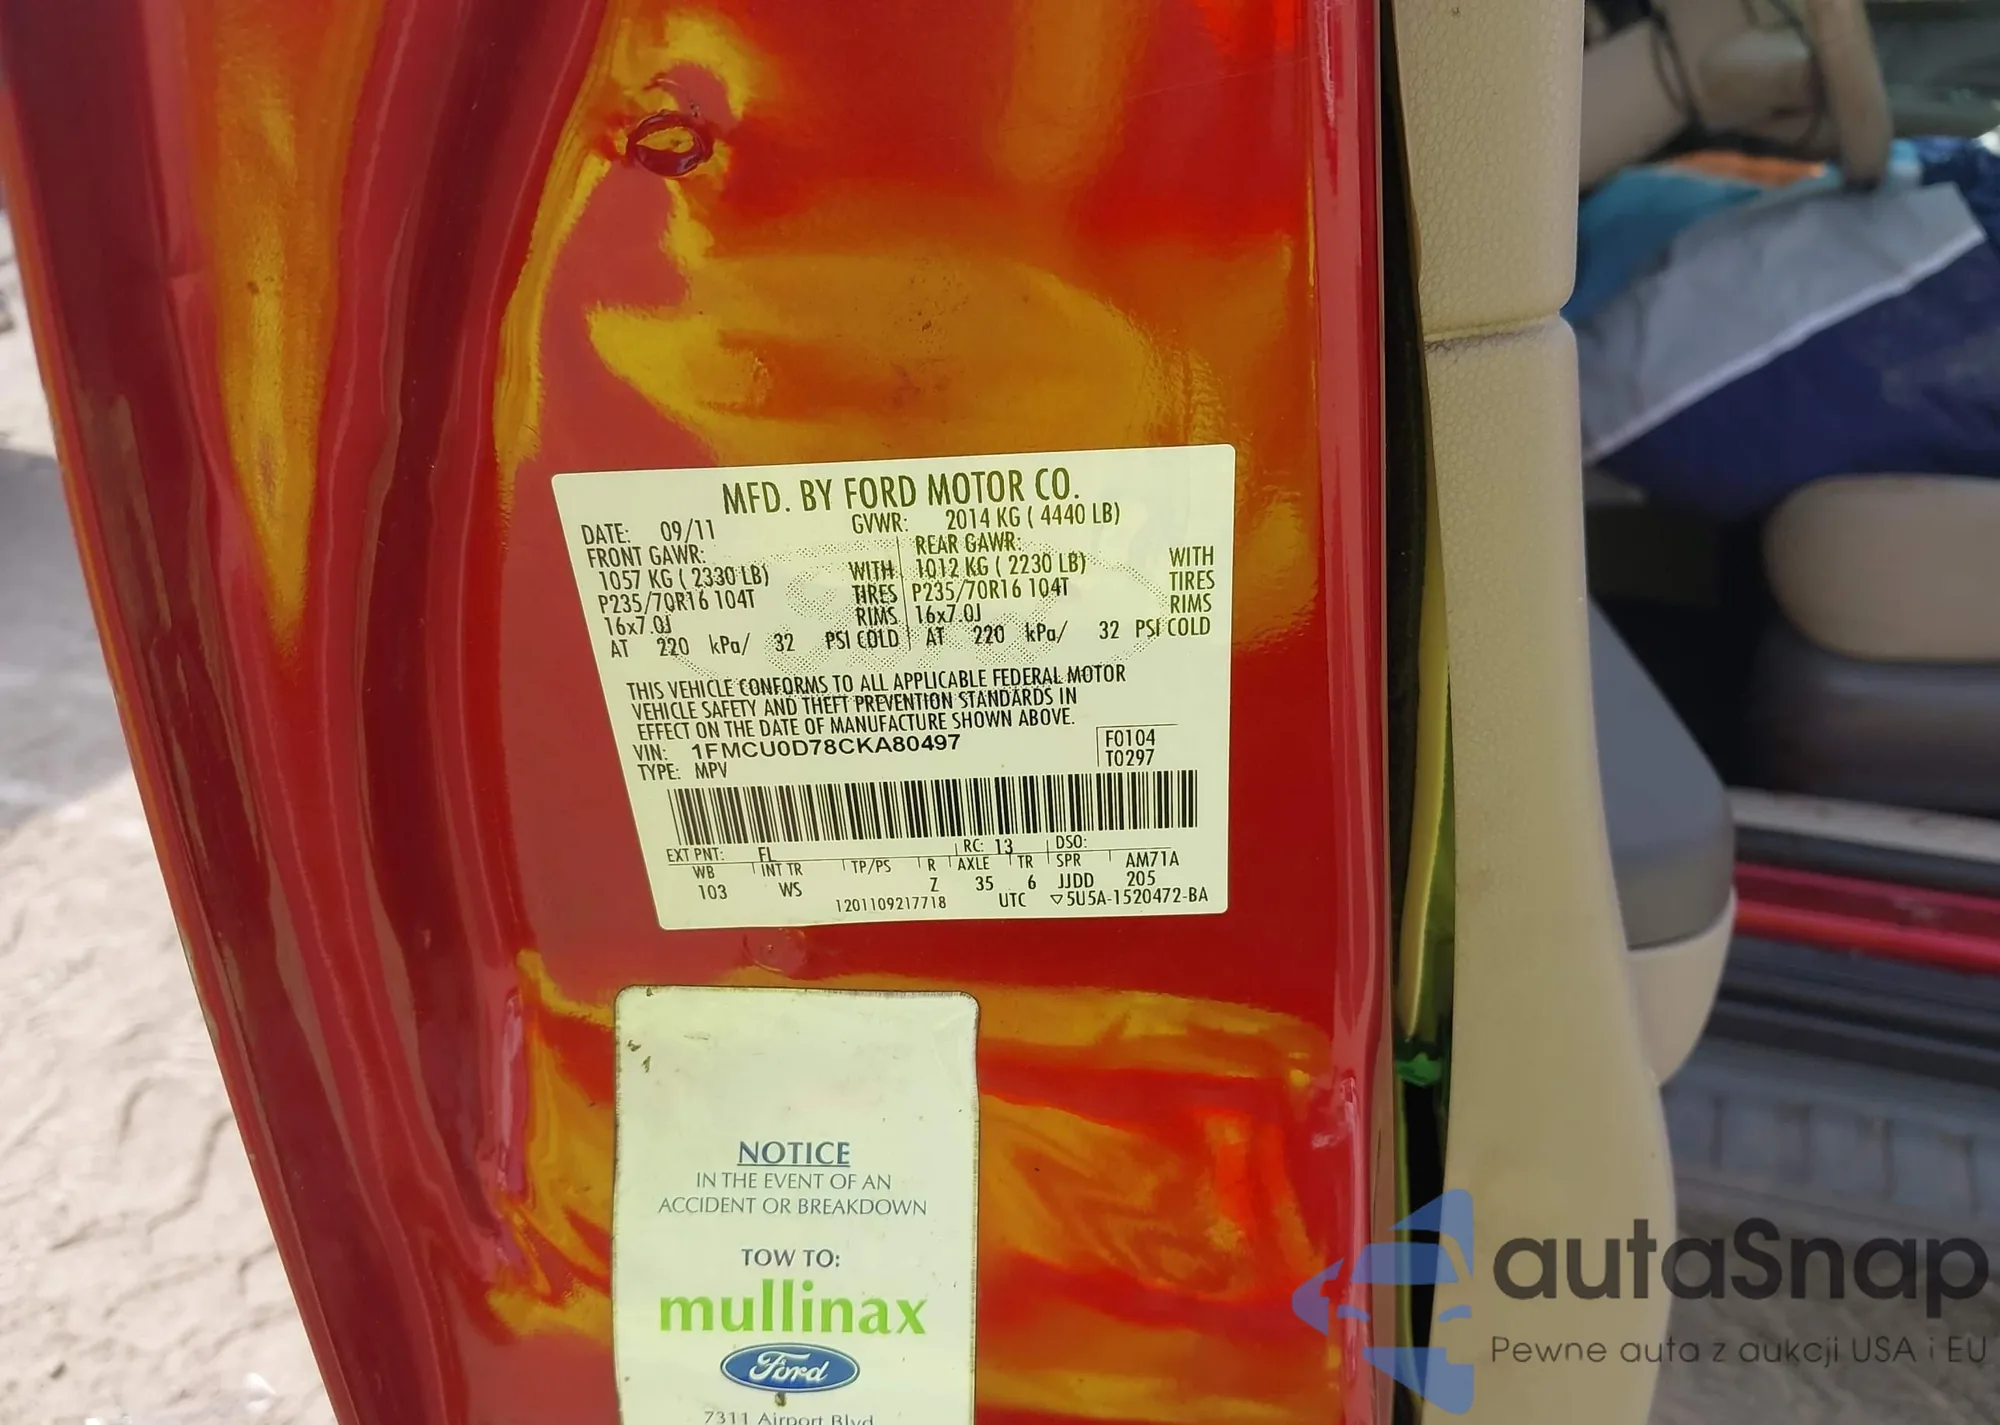 MFD. BY FORD MOTOR CO.
DATE: 09/11 GVWR: 2014 KG ( 4440 LB)
FRONT GAWR: REAR GAWR:
1057 KG ( 2330 LB) WITH 1012 KG ( 2230 LB) WITH
P235/70R16 104T TIRES P235/70R16 104T TIRES
16x7.0J RIMS 16x7.0J RIMS
AT 220 kPa/ 32 PSI COLD AT 220 kPa/ 32 PSI COLD
THIS VEHICLE CONFORMS TO ALL APPLICABLE FEDERAL MOTOR
VEHICLE SAFETY AND THEFT PREVENTION STANDARDS IN
EFFECT ON THE DATE OF MANUFACTURE SHOWN ABOVE.
VIN: 1FMCU0D78CKA80497 F0104
TYPE: MPV T0297
EXT PNT: FL RC: 13 DSO:
WB INT TR TP/PS R AXLE TR SPR AM71A
103 WS Z 35 6 JJDD 205
1201109217718 UTC ▽5U5A-1520472-BA
NOTICE
IN THE EVENT OF AN
ACCIDENT OR BREAKDOWN
TOW TO:
mullinax
Ford
7311 Airport Blvd.
autaSnap
Pewne auta z aukcji USA i EU